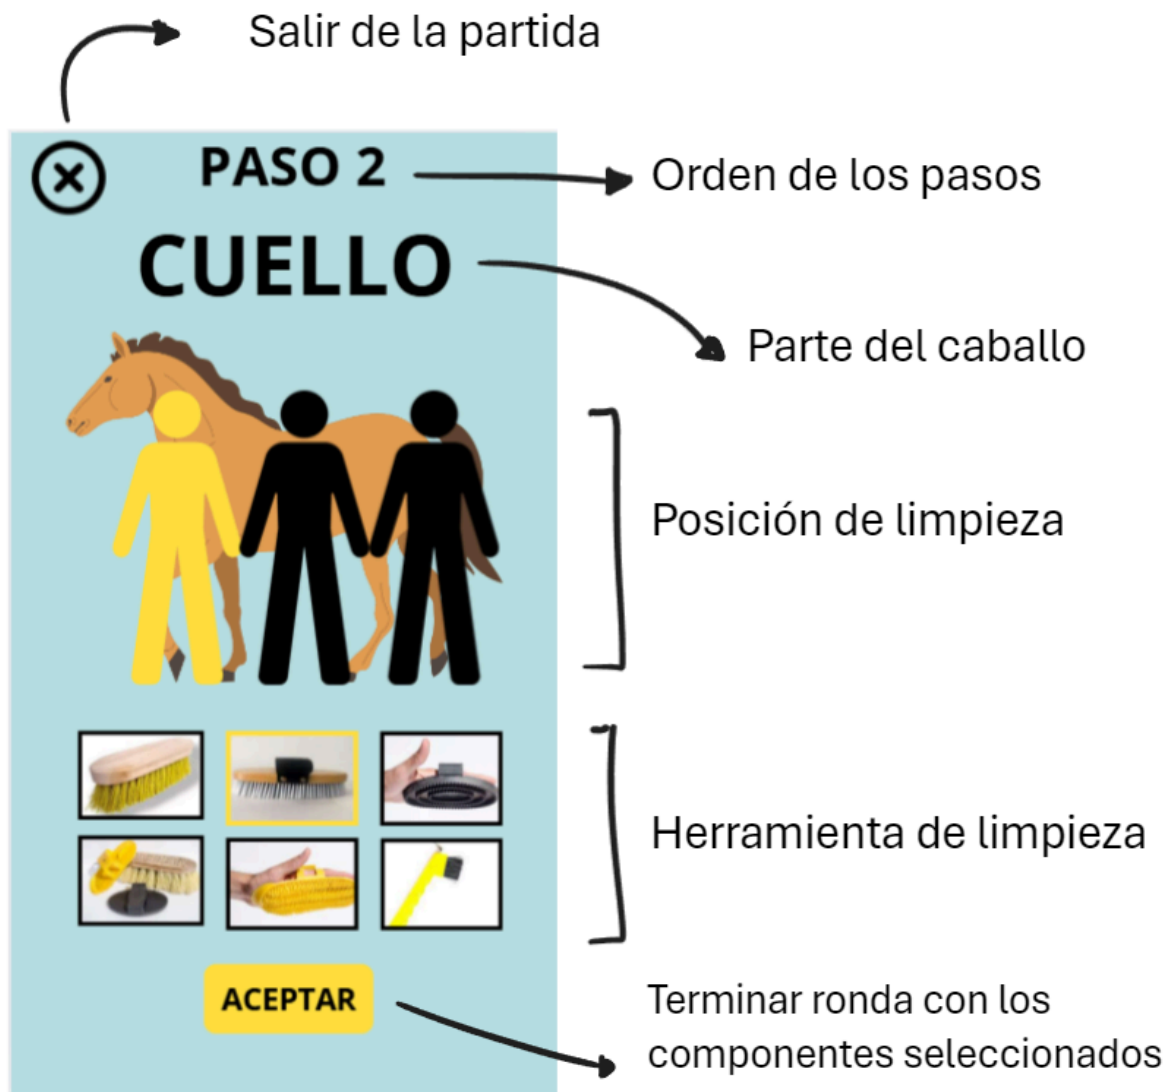 Salir de la partida
PASO 2
Orden de los pasos
CUELLO
Parte del caballo
Posición de limpieza
Herramienta de limpieza
ACEPTAR
Terminar ronda con los
componentes seleccionados